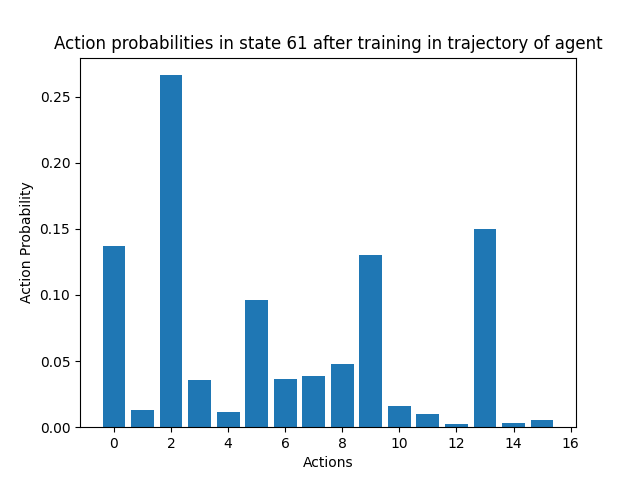 Action probabilities in state 61 after training in trajectory of agent
0.25
0.20
0.15
0.10
0.05
0.00
Action Probability
0 2 4 6 8 10 12 14 16
Actions